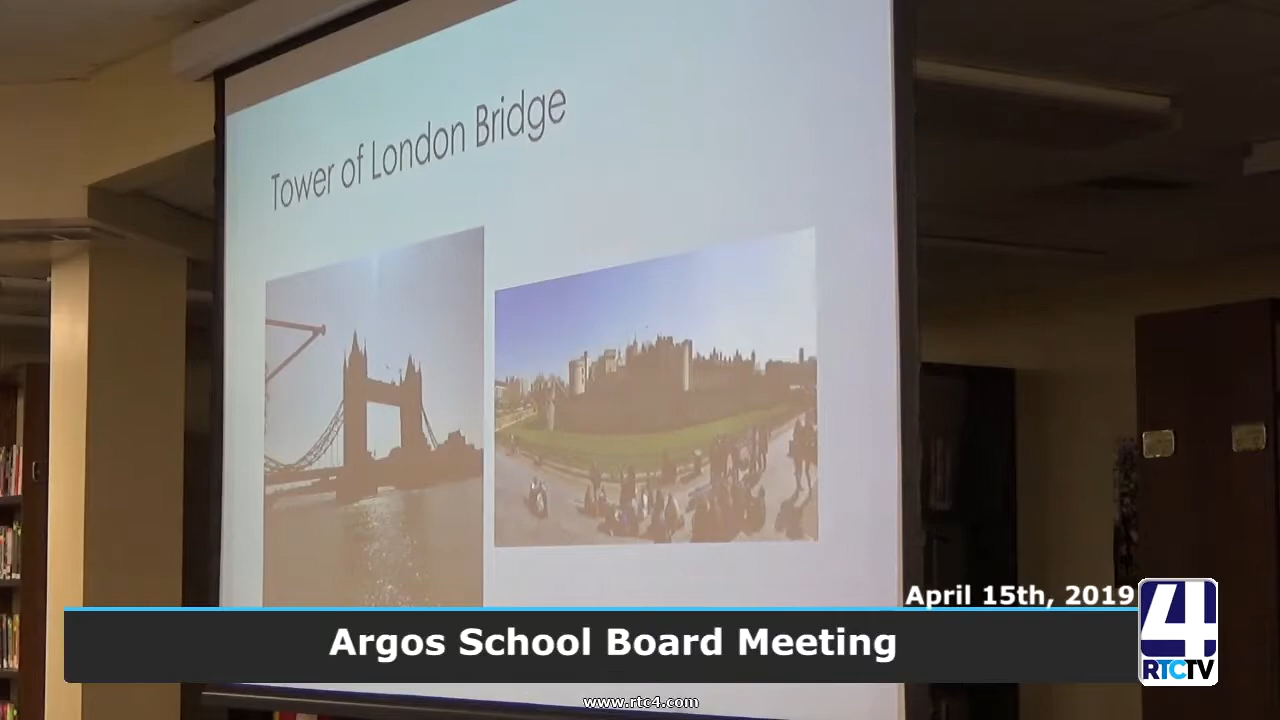 Tower of London Bridge
April 15th, 2019
Argos School Board Meeting
4
RTCTV
www.rtc4.com